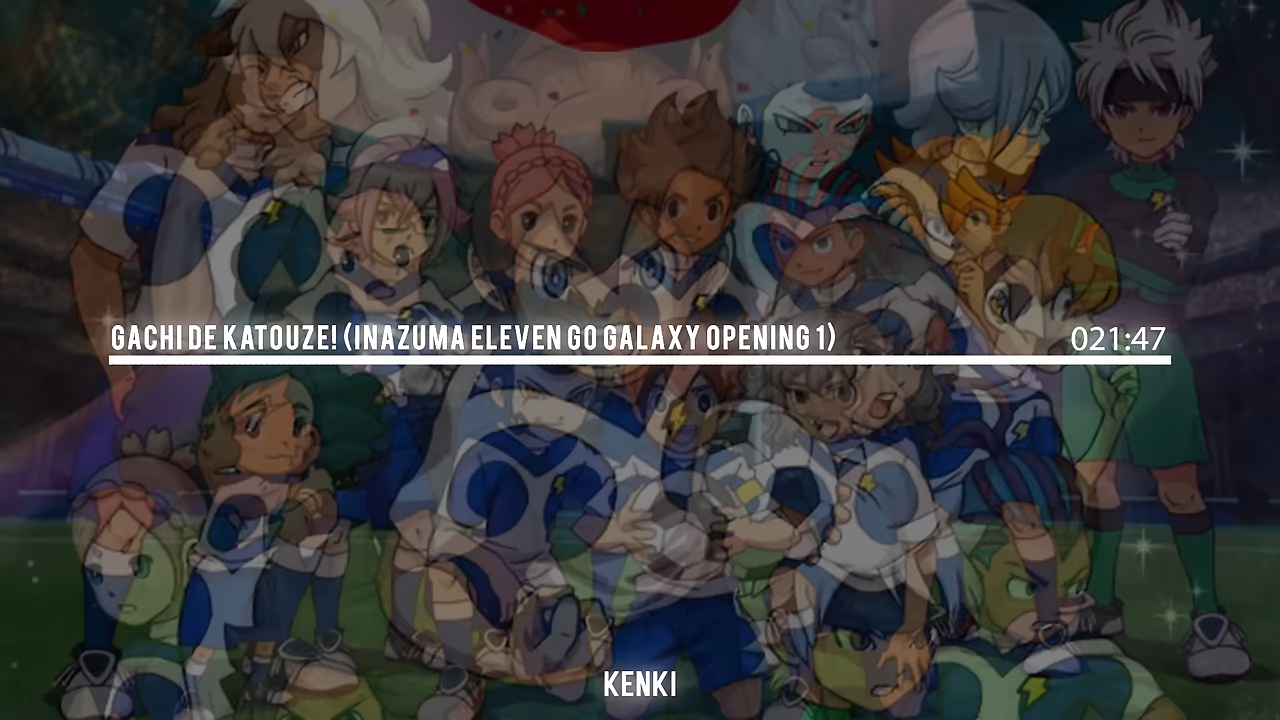 GACHI DE KATOUZE! (INAZUMA ELEVEN GO GALAXY OPENING 1)
021:47
KENKI